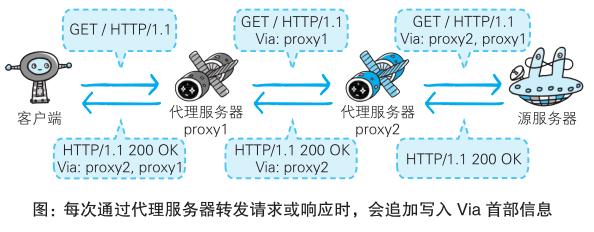 GET / HTTP/1.1
GET / HTTP/1.1
Via: proxy1
GET / HTTP/1.1
Via: proxy2, proxy1
客户端
代理服务器
proxy1
代理服务器
proxy2
源服务器
HTTP/1.1 200 OK
Via: proxy2, proxy1
HTTP/1.1 200 OK
Via: proxy2
HTTP/1.1 200 OK
图：每次通过代理服务器转发请求或响应时，会追加写入 Via 首部信息